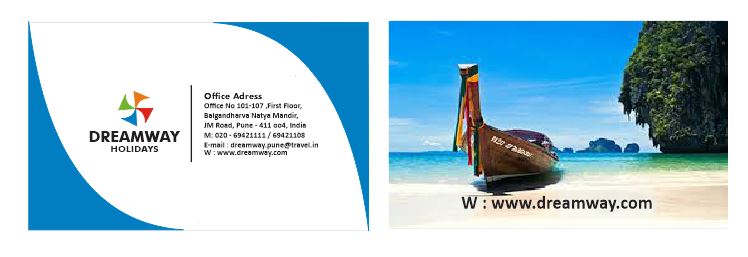 DREAMWAY
HOLIDAYS
Office Adress
Office No 101-107 ,First Floor,
Balgandharva Natya Mandir,
JM Road, Pune - 411 oo4, India
M: 020 - 69421111 / 69421108
E-mail : dreamway.pune@travel.in
W : www.dreamway.com
W : www.dreamway.com